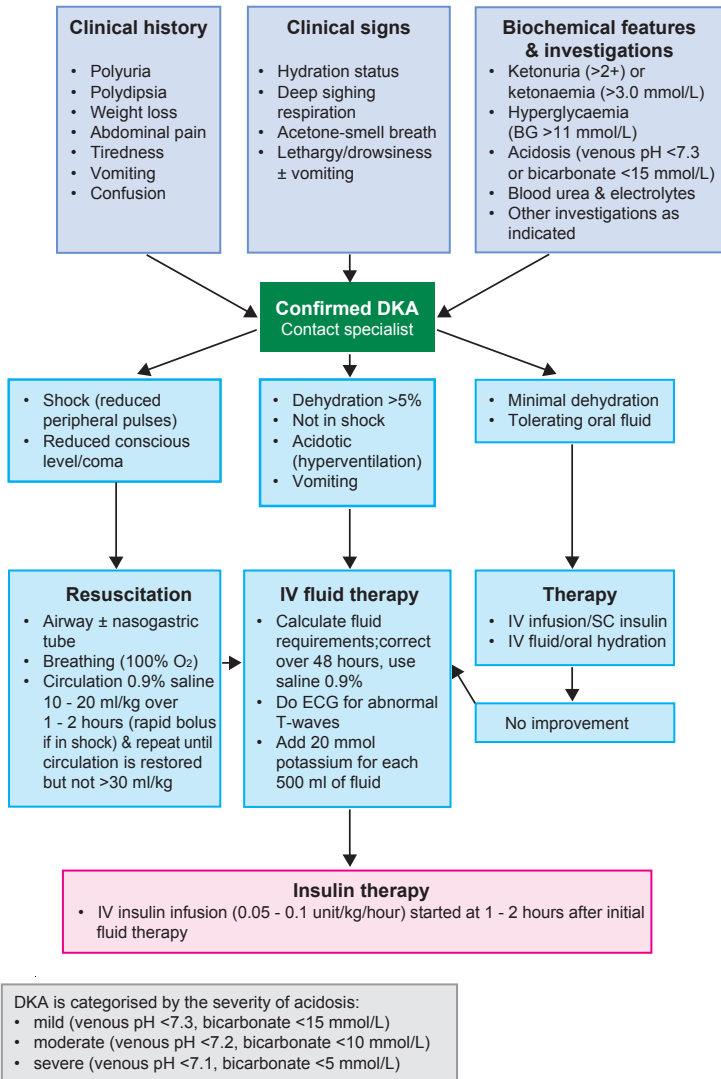 Clinical history
• Polyuria
• Polydipsia
• Weight loss
• Abdominal pain
• Tiredness
• Vomiting
• Confusion
Clinical signs
• Hydration status
• Deep sighing
respiration
• Acetone-smell breath
• Lethargy/drowsiness
± vomiting
Biochemical features
& investigations
• Ketonuria (>2+) or
ketonaemia (>3.0 mmol/L)
• Hyperglycaemia
(BG >11 mmol/L)
• Acidosis (venous pH <7.3
or bicarbonate <15 mmol/L)
• Blood urea & electrolytes
• Other investigations as
indicated
Confirmed DKA
Contact specialist
• Shock (reduced
peripheral pulses)
• Reduced conscious
level/coma
• Dehydration >5%
• Not in shock
• Acidotic
(hyperventilation)
• Vomiting
• Minimal dehydration
• Tolerating oral fluid
Resuscitation
• Airway ± nasogastric
tube
• Breathing (100% O₂)
• Circulation 0.9% saline
10 - 20 ml/kg over
1 - 2 hours (rapid bolus
if in shock) & repeat until
circulation is restored
but not >30 ml/kg
IV fluid therapy
• Calculate fluid
requirements;correct
over 48 hours, use
saline 0.9%
• Do ECG for abnormal
T-waves
• Add 20 mmol
potassium for each
500 ml of fluid
Therapy
• IV infusion/SC insulin
• IV fluid/oral hydration
No improvement
Insulin therapy
• IV insulin infusion (0.05 - 0.1 unit/kg/hour) started at 1 - 2 hours after initial
fluid therapy
DKA is categorised by the severity of acidosis:
• mild (venous pH <7.3, bicarbonate <15 mmol/L)
• moderate (venous pH <7.2, bicarbonate <10 mmol/L)
• severe (venous pH <7.1, bicarbonate <5 mmol/L)